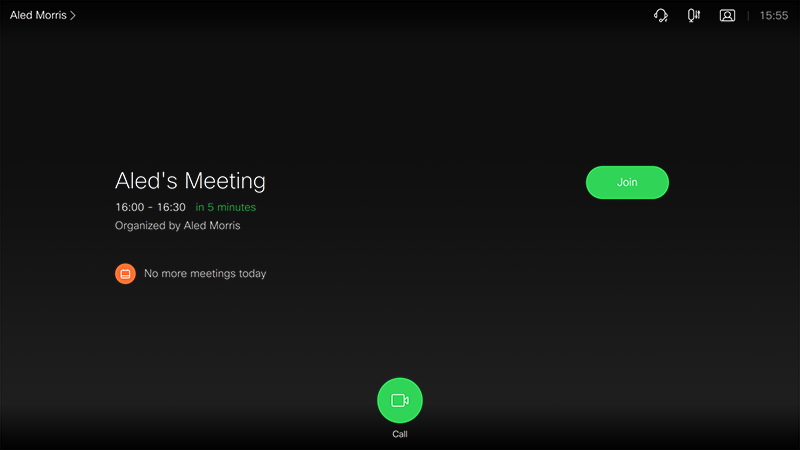 Aled Morris
15:55
Aled's Meeting
Join
16:00 - 16:30 in 5 minutes
Organized by Aled Morris
No more meetings today
Call